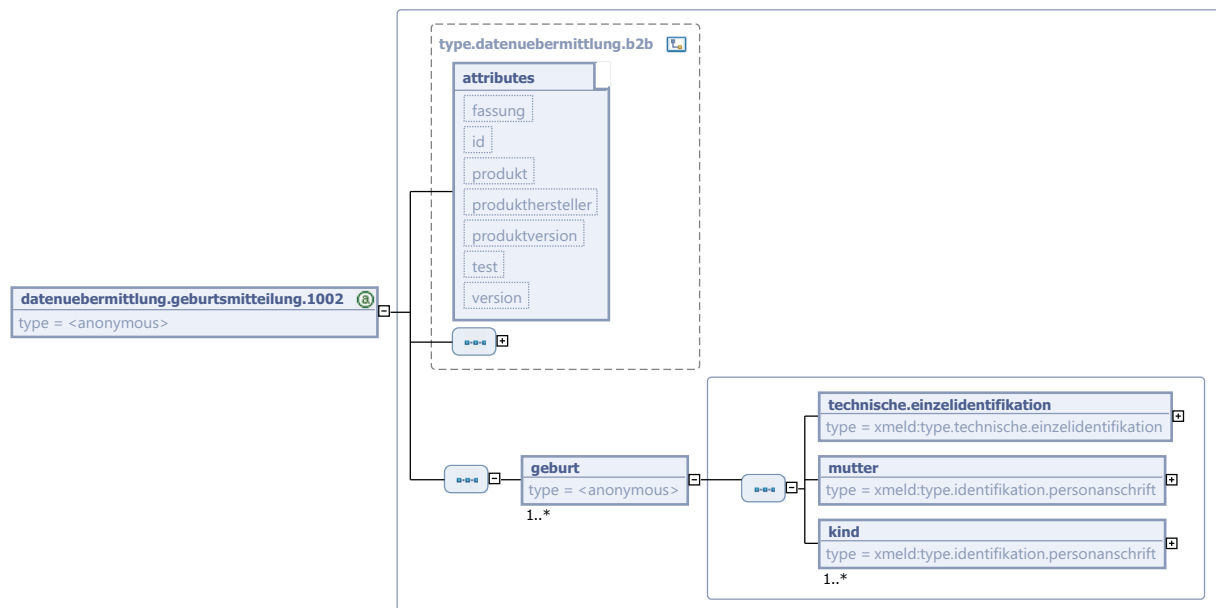 type.datenuebermittlung.b2b
attributes
fassung
id
produkt
produkthersteller
produktversion
test
version
datenuebermittlung.geburtsmitteilung.1002 a
type = <anonymous>
geburt
type = <anonymous>
1..*
technische.einzelidentifikation
type = xmeld:type.technische.einzelidentifikation
mutter
type = xmeld:type.identifikation.personanschrift
kind
type = xmeld:type.identifikation.personanschrift
1..*